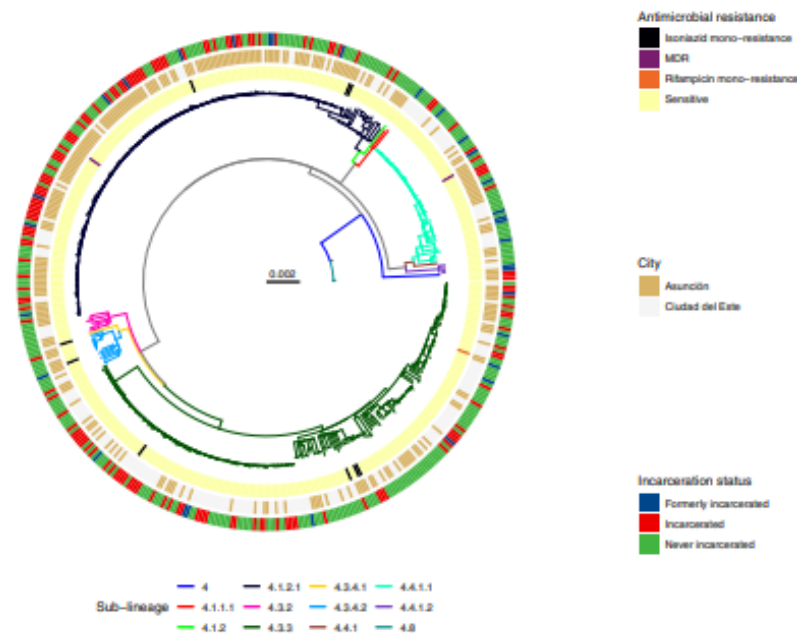 Antimicrobial resistance
Isoniazid mono-resistance
MDR
Rifampicin mono-resistance
Sensitive
0.002
City
Asunción
Ciudad del Este
Incarceration status
Formerly incarcerated
Incarcerated
Never incarcerated
4 4.1.2.1 4.3.4.1 4.4.1.1
Sub-lineage 4.1.1.1 4.3.2 4.3.4.2 4.4.1.2
4.1.2 4.3.3 4.4.1 4.8